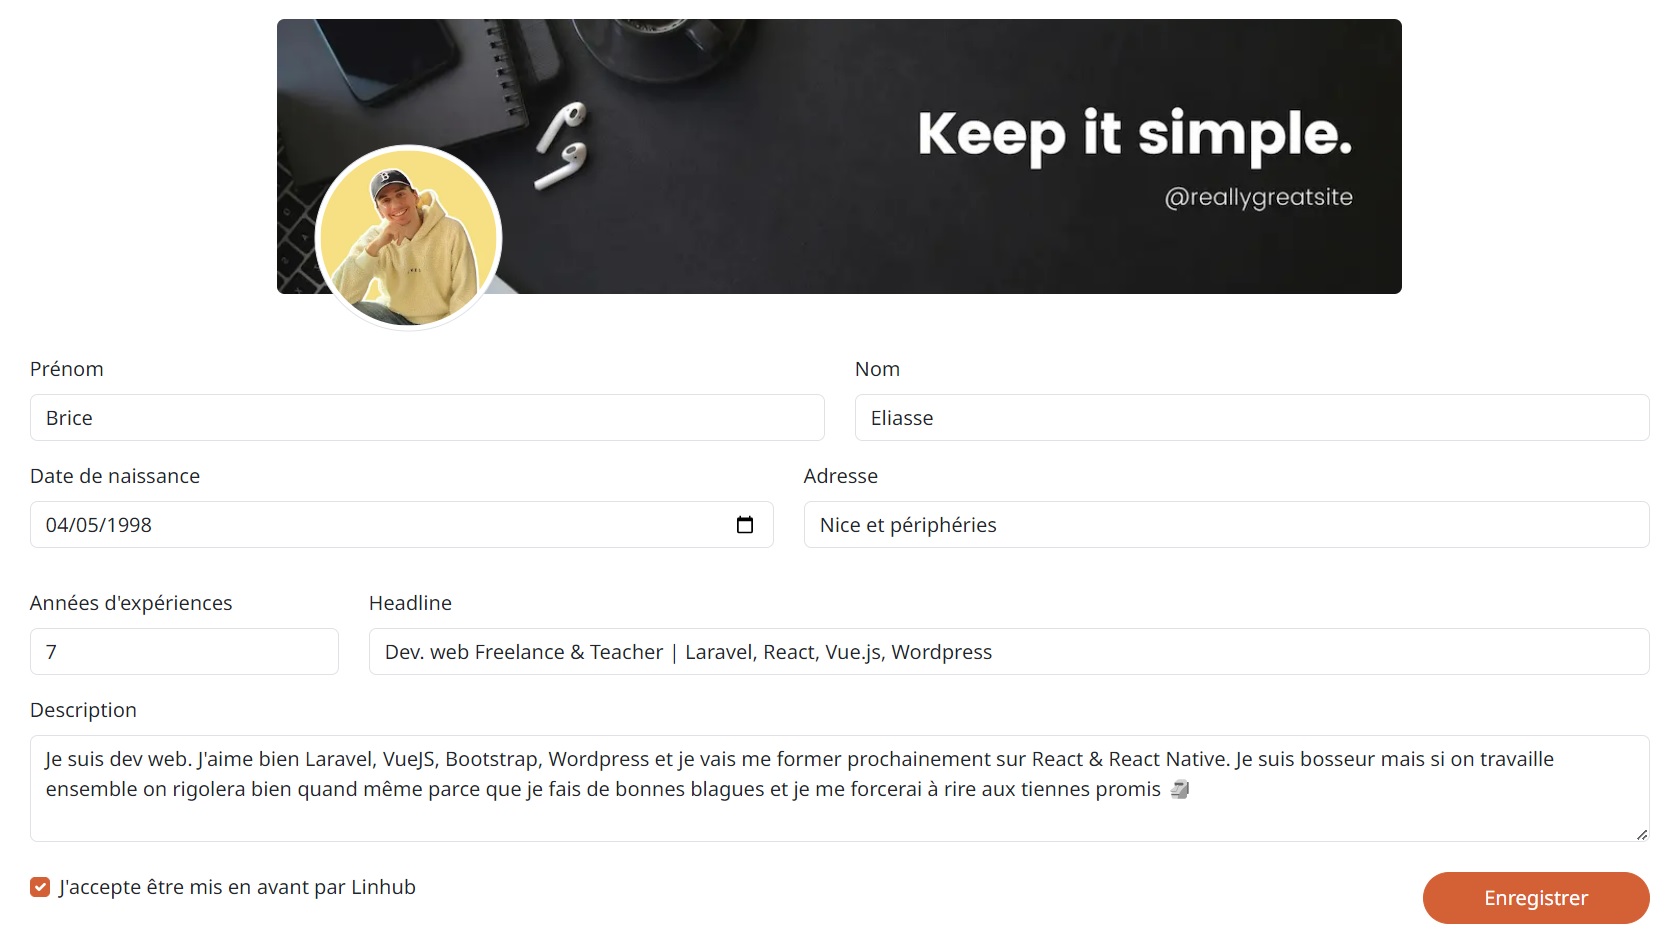 Keep it simple.
@reallygreatsite
Prénom
Nom
Brice
Eliasse
Date de naissance
Adresse
04/05/1998
Nice et périphéries
Années d'expériences
Headline
7
Dev. web Freelance & Teacher | Laravel, React, Vue.js, Wordpress
Description
Je suis dev web. J'aime bien Laravel, VueJS, Bootstrap, Wordpress et je vais me former prochainement sur React & React Native. Je suis bosseur mais si on travaille
ensemble on rigolera bien quand même parce que je fais de bonnes blagues et je me forcerai à rire aux tiennes promis 🗿
J'accepte être mis en avant par Linhub
Enregistrer